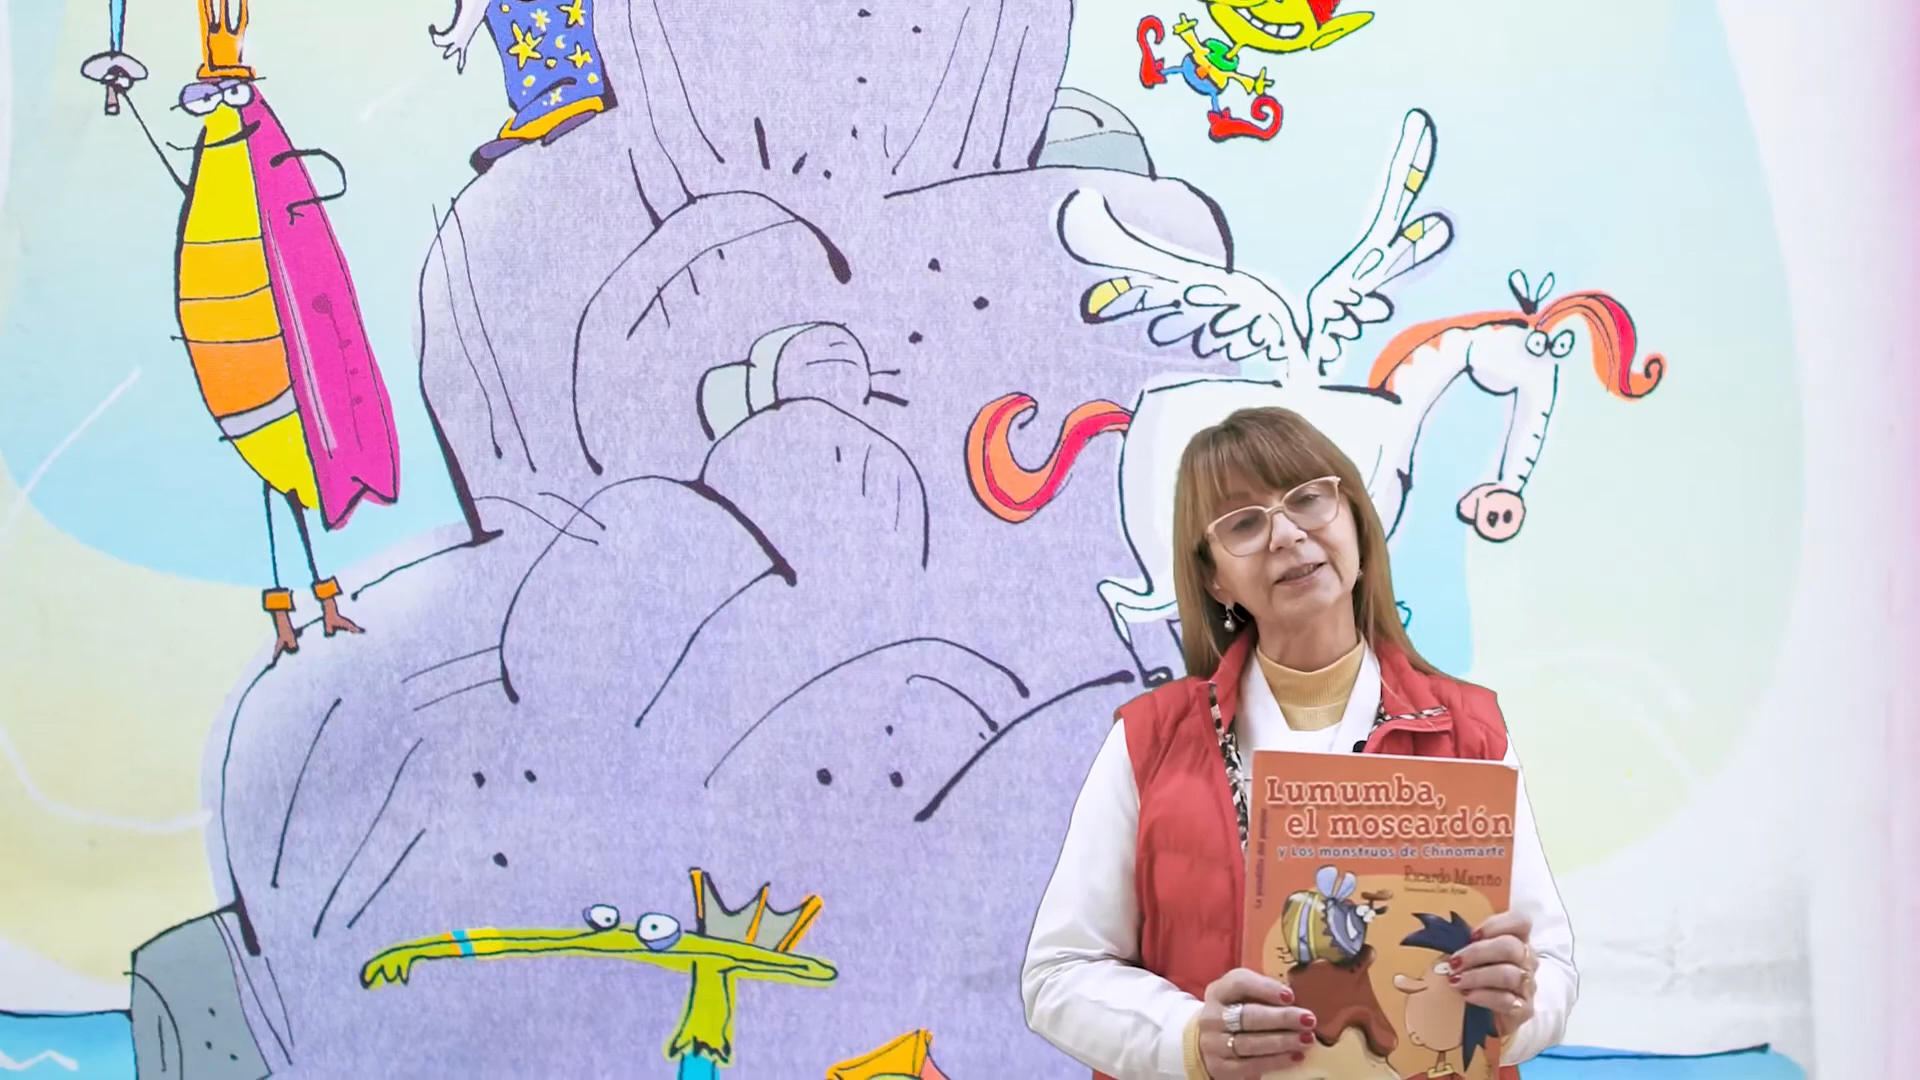 Lumumba,
el moscardón
y Los monstruos de Chinomarte
Ricardo Mariño